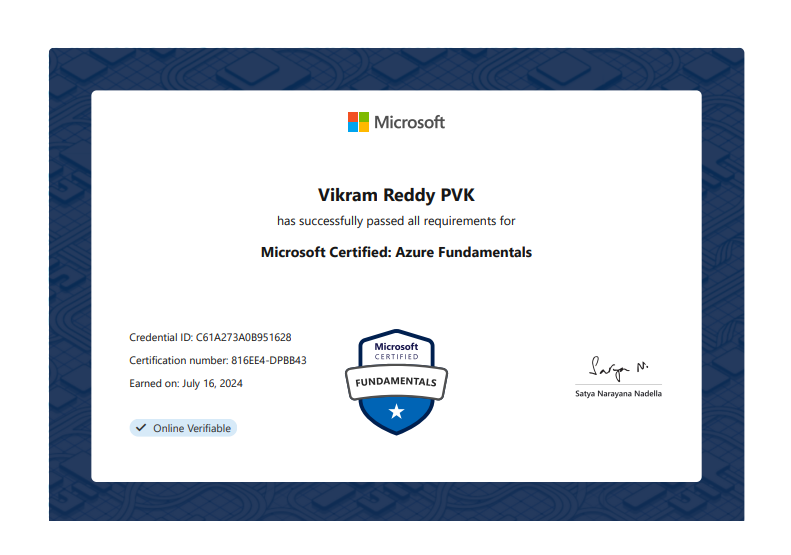 Microsoft
Vikram Reddy PVK
has successfully passed all requirements for
Microsoft Certified: Azure Fundamentals
Credential ID: C61A273A0B951628
Certification number: 816EE4-DPBB43
Earned on: July 16, 2024
Online Verifiable
Microsoft
CERTIFIED
FUNDAMENTALS
Satya N.
Satya Narayana Nadella